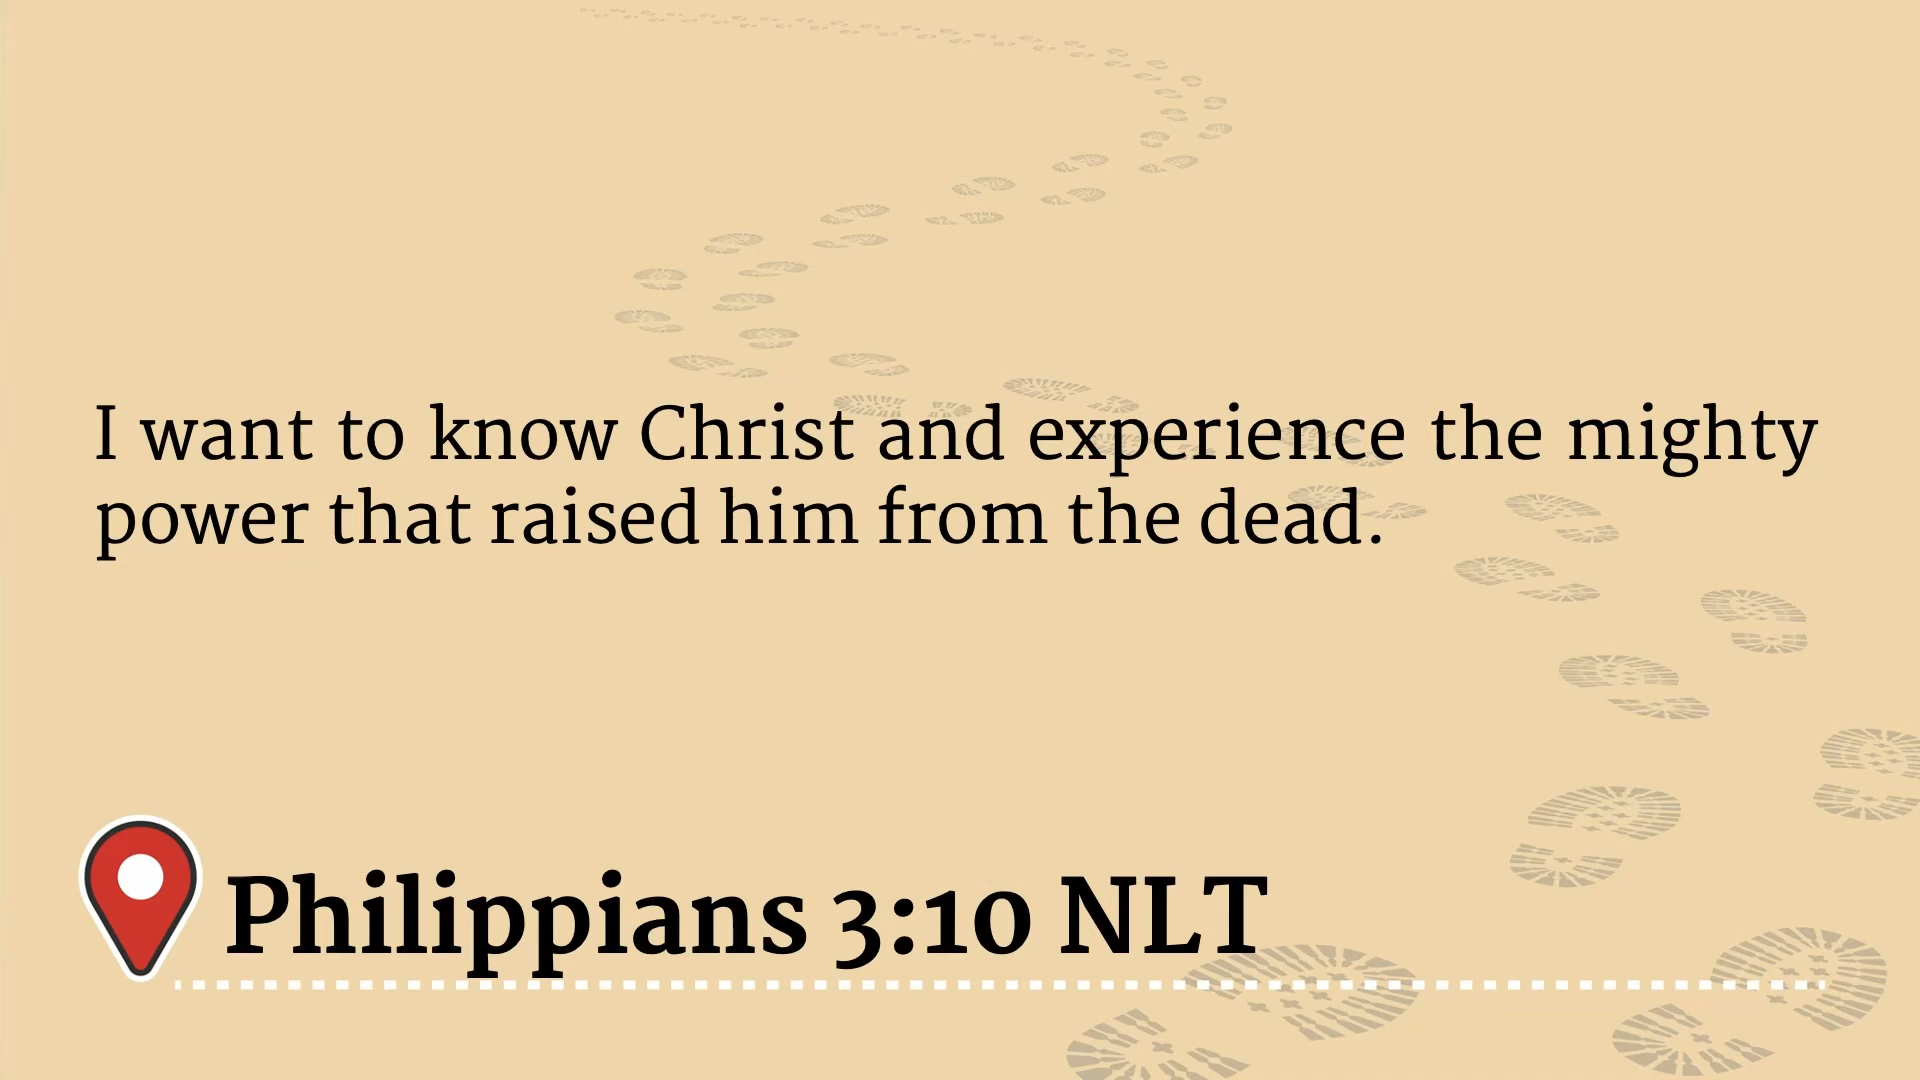 I want to know Christ and experience the mighty
power that raised him from the dead.
Philippians 3:10 NLT